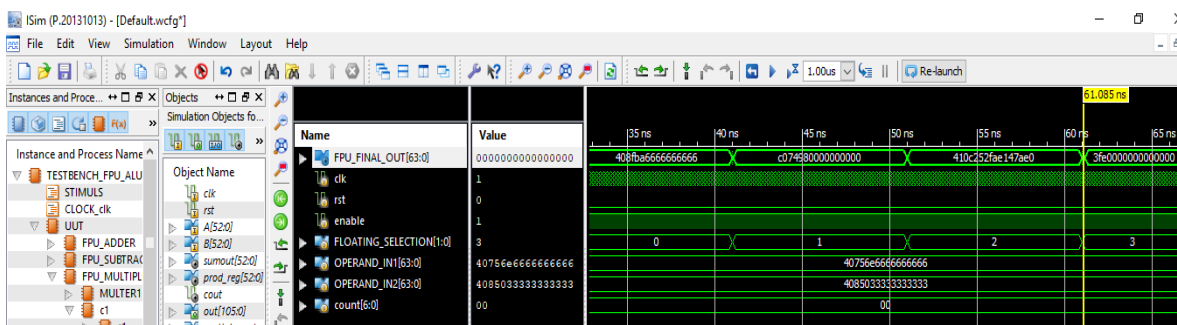 ISim (P.20131013) - [Default.wcfg*]
File Edit View Simulation Window Layout Help
1.00us Re-launch
Instances and Proce...
Objects
Simulation Objects fo...
F(a) »
»
Instance and Process Name
TESTBENCH_FPU_ALU
STIMULS
CLOCK_clk
UUT
FPU_ADDER
FPU_SUBTRAC
FPU_MULTIPL
MULTER1
c1
Object Name
clk
rst
A[52:0]
B[52:0]
sumout[52:0]
prod_reg[52:0]
cout
out[105:0]
61.085 ns
Name Value 35 ns 40 ns 45 ns 50 ns 55 ns 60 ns 65 ns
FPU_FINAL_OUT[63:0] 0000000000000000 408fba6666666666 c074980000000000 410c252fae147ae0 3fe0000000000000
clk 1
rst 0
enable 1
FLOATING_SELECTION[1:0] 3 0 1 2 3
OPERAND_IN1[63:0] 40756e6666666666 40756e6666666666
OPERAND_IN2[63:0] 4085033333333333 4085033333333333
count[6:0] 00 00